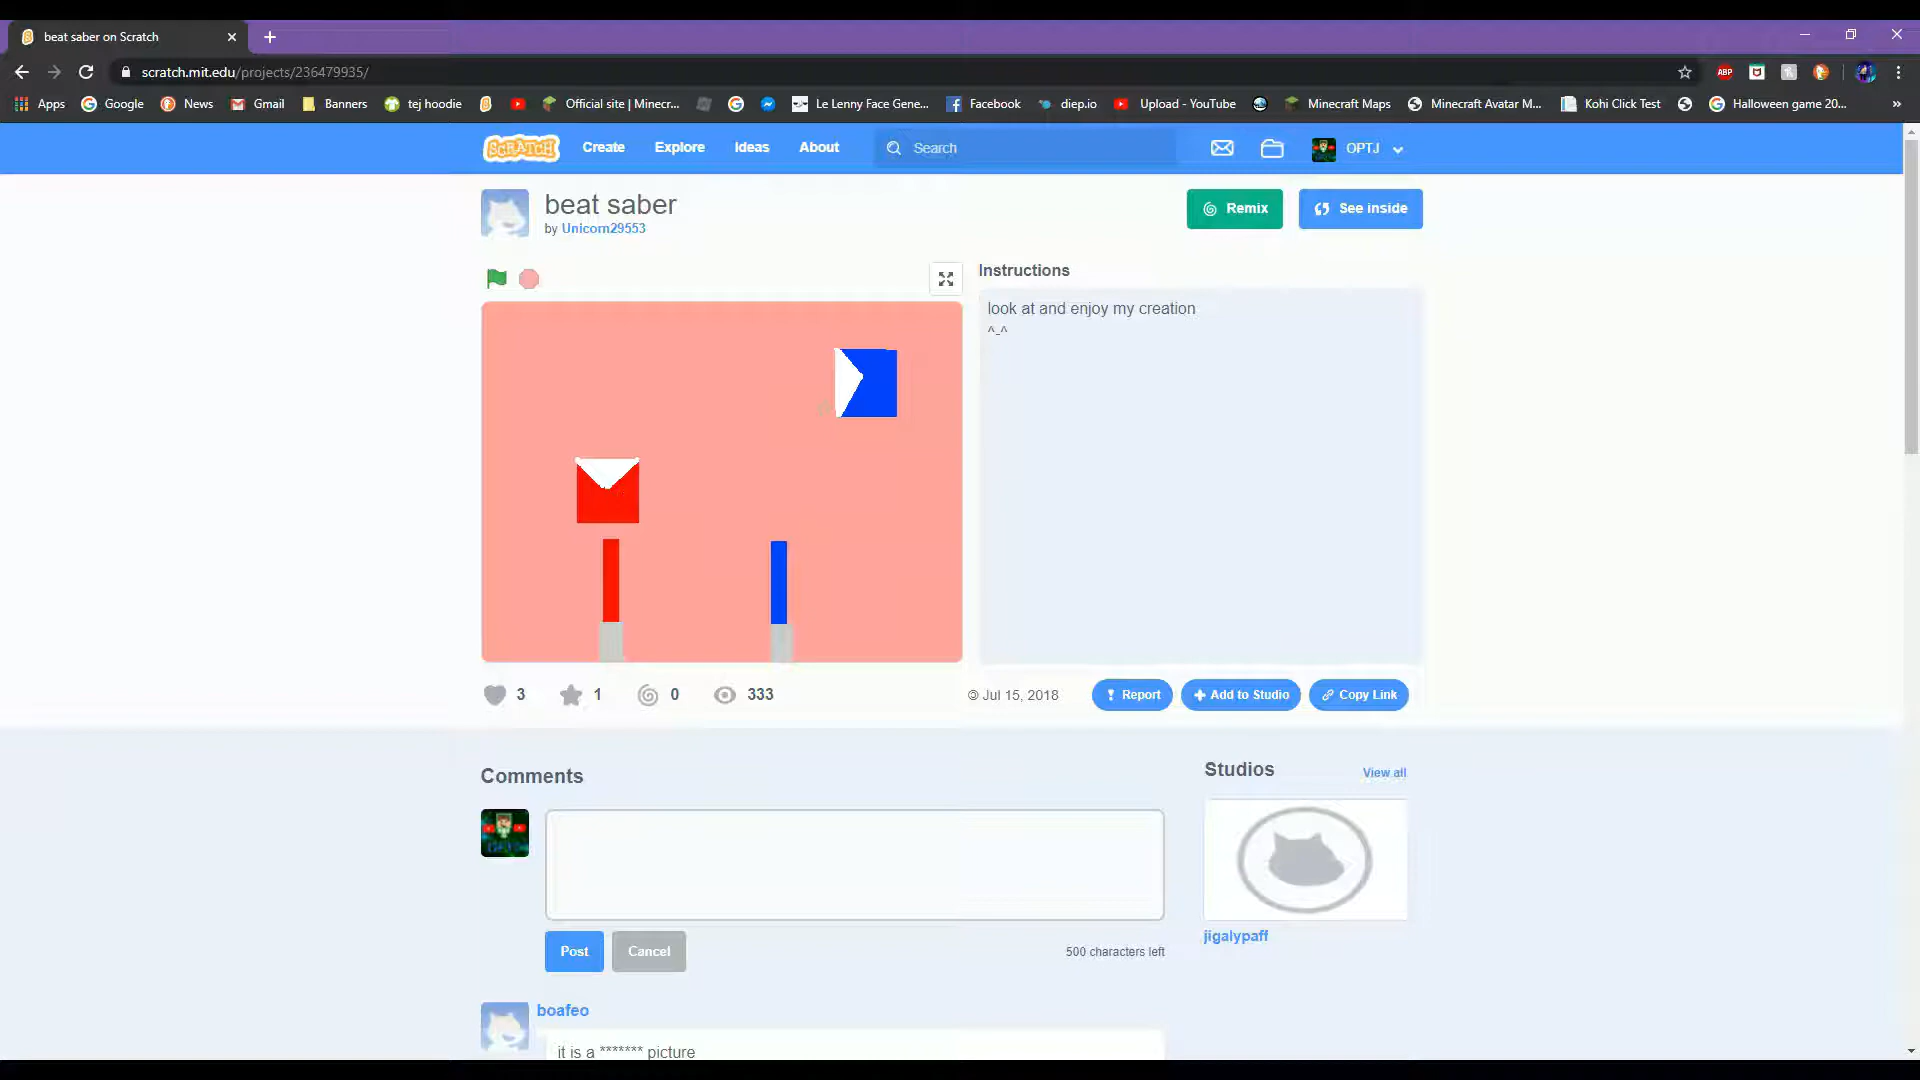 beat saber on Scratch
scratch.mit.edu/projects/236479935/
ABP
Apps Google News Gmail Banners tej hoodie Official site | Minecr... Le Lenny Face Gene... Facebook diep.io Upload - YouTube Minecraft Maps Minecraft Avatar M... Kohi Click Test Halloween game 20... »
SCRATCH Create Explore Ideas About Search OPTJ
beat saber
by Unicorn29553
Remix See inside
Instructions
look at and enjoy my creation
^-^
3 1 0 333 © Jul 15, 2018 Report Add to Studio Copy Link
Comments
Studios View all
Post Cancel 500 characters left
jigalypaff
boafeo
it is a ******* picture